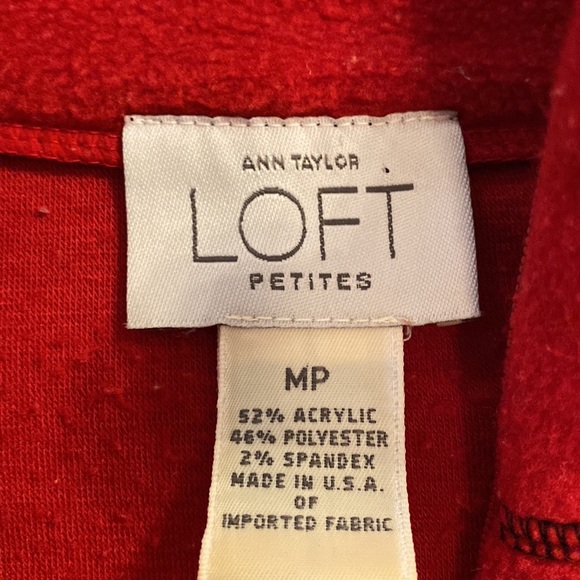 ANN TAYLOR
LOFT
PETITES
MP
52% ACRYLIC
46% POLYESTER
2% SPANDEX
MADE IN U.S.A.
OF
IMPORTED FABRIC